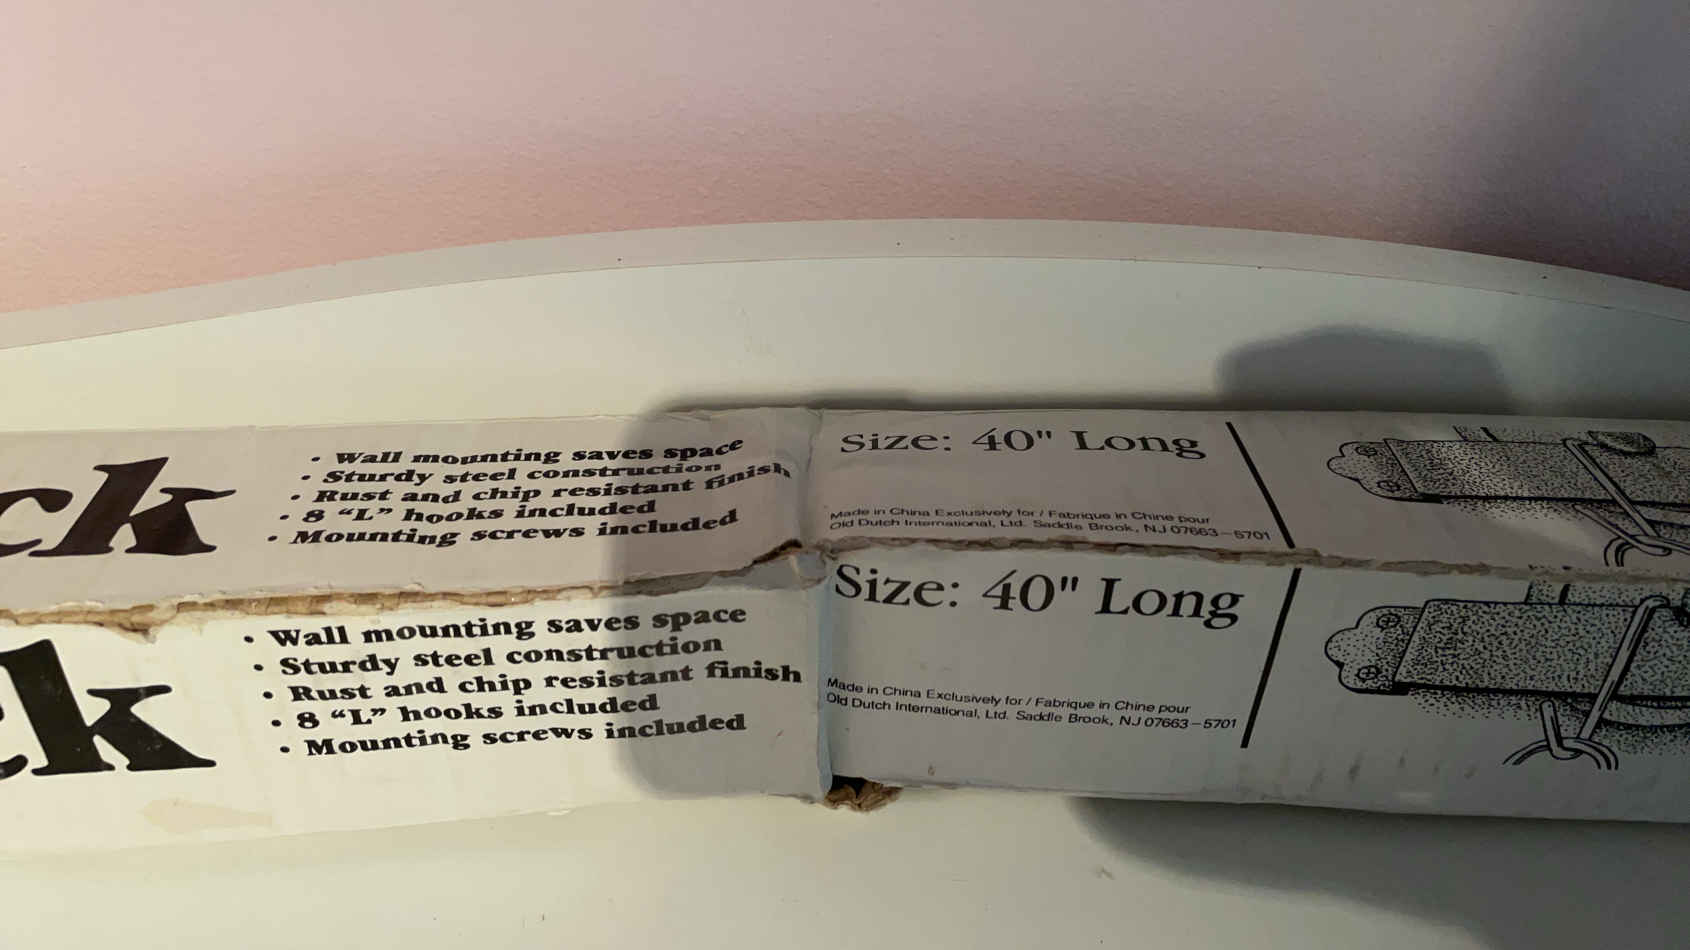 • Wall mounting saves space
• Sturdy steel construction
• Rust and chip resistant finish
• 8 “L” hooks included
• Mounting screws included
Size: 40" Long
Made in China Exclusively for / Fabrique in Chine pour
Old Dutch International, Ltd. Saddle Brook, NJ 07663–5701
ck
• Wall mounting saves space
• Sturdy steel construction
• Rust and chip resistant finish
• 8 “L” hooks included
• Mounting screws included
Size: 40" Long
Made in China Exclusively for / Fabrique in Chine pour
Old Dutch International, Ltd. Saddle Brook, NJ 07663–5701
ck